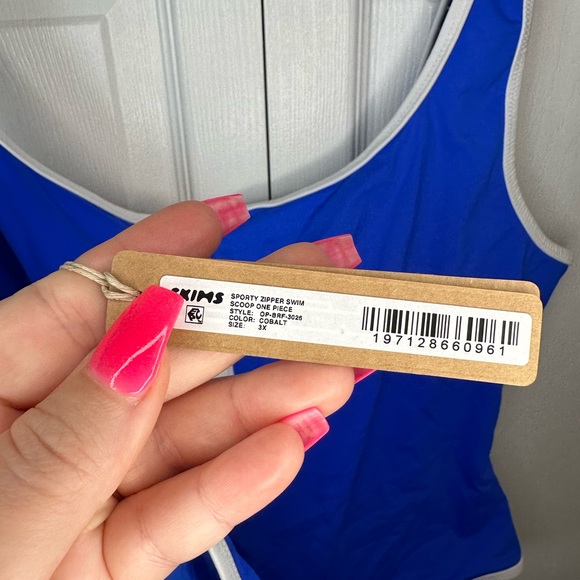 SKIMS
SPORTY ZIPPER SWIM
SCOOP ONE PIECE
STYLE: OP-BRF-3026
COLOR: COBALT
SIZE: 3X
197128660961